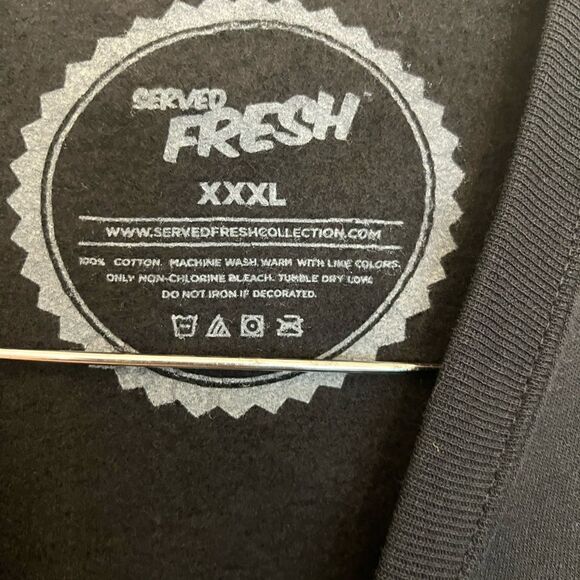 SERVED
FRESH™
XXXL
WWW.SERVEDFRESHCOLLECTION.COM
100% COTTON. MACHINE WASH WARM WITH LIKE COLORS.
ONLY NON-CHLORINE BLEACH. TUMBLE DRY LOW.
DO NOT IRON IF DECORATED.